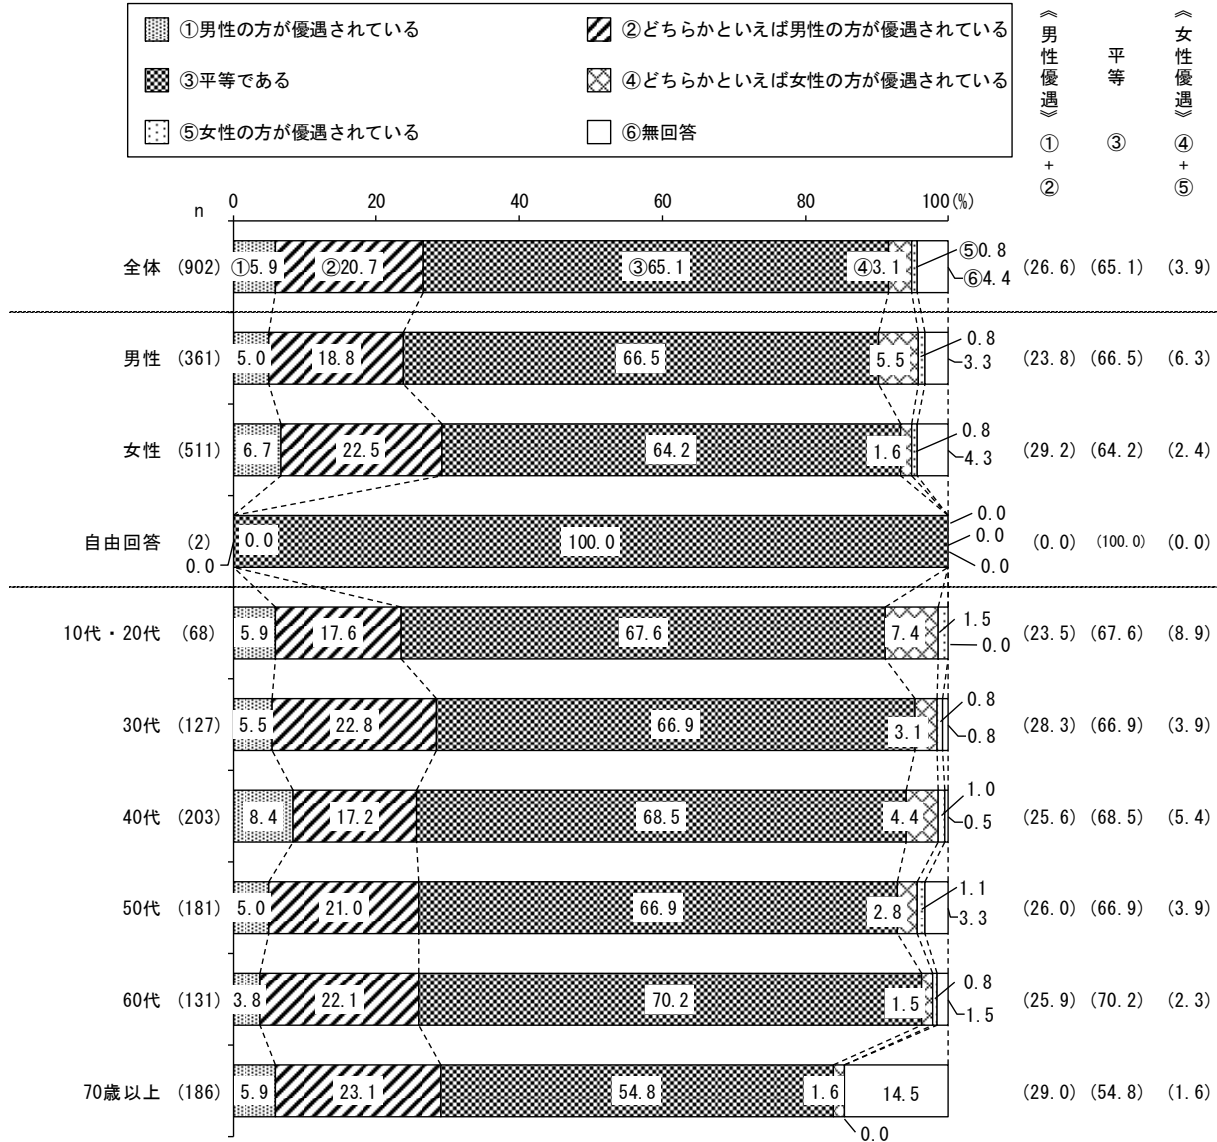 ①男性の方が優遇されている ②どちらかといえば男性の方が優遇されている
③平等である ④どちらかといえば女性の方が優遇されている
⑤女性の方が優遇されている ⑥無回答
《男性優遇》①+②
平等 ③
《女性優遇》④+⑤
n 0 20 40 60 80 100(%)
全体 (902) ①5.9 ②20.7 ③65.1 ④3.1 ⑤0.8 ⑥4.4 (26.6) (65.1) (3.9)
男性 (361) 5.0 18.8 66.5 5.5 0.8 3.3 (23.8) (66.5) (6.3)
女性 (511) 6.7 22.5 64.2 1.6 0.8 4.3 (29.2) (64.2) (2.4)
自由回答 (2) 0.0 0.0 100.0 0.0 0.0 0.0 (0.0) (100.0) (0.0)
10代・20代 (68) 5.9 17.6 67.6 7.4 1.5 0.0 (23.5) (67.6) (8.9)
30代 (127) 5.5 22.8 66.9 3.1 0.8 0.8 (28.3) (66.9) (3.9)
40代 (203) 8.4 17.2 68.5 4.4 1.0 0.5 (25.6) (68.5) (5.4)
50代 (181) 5.0 21.0 66.9 2.8 1.1 3.3 (26.0) (66.9) (3.9)
60代 (131) 3.8 22.1 70.2 1.5 0.8 1.5 (25.9) (70.2) (2.3)
70歳以上 (186) 5.9 23.1 54.8 1.6 0.0 14.5 (29.0) (54.8) (1.6)